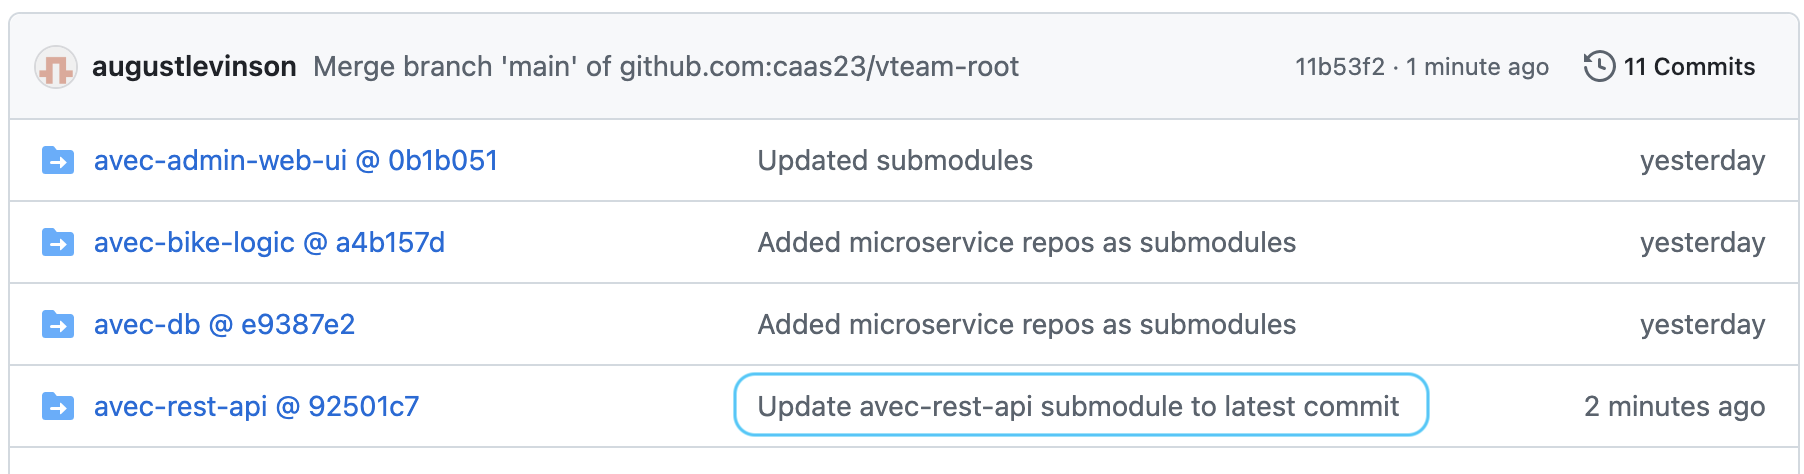 augustlevinson Merge branch 'main' of github.com:caas23/vteam-root 11b53f2 · 1 minute ago 11 Commits
avec-admin-web-ui @ 0b1b051 Updated submodules yesterday
avec-bike-logic @ a4b157d Added microservice repos as submodules yesterday
avec-db @ e9387e2 Added microservice repos as submodules yesterday
avec-rest-api @ 92501c7 Update avec-rest-api submodule to latest commit 2 minutes ago